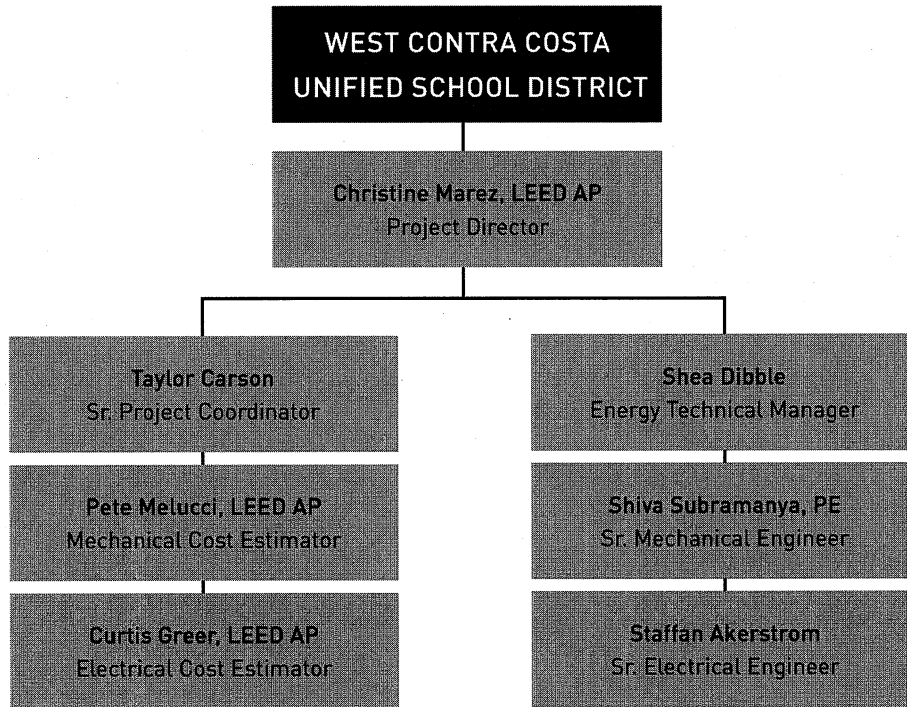 WEST CONTRA COSTA
UNIFIED SCHOOL DISTRICT
Christine Marez, LEED AP
Project Director
Taylor Carson
Sr. Project Coordinator
Pete Melucci, LEED AP
Mechanical Cost Estimator
Curtis Greer, LEED AP
Electrical Cost Estimator
Shea Dibble
Energy Technical Manager
Shiva Subramanya, PE
Sr. Mechanical Engineer
Staffan Akerstrom
Sr. Electrical Engineer